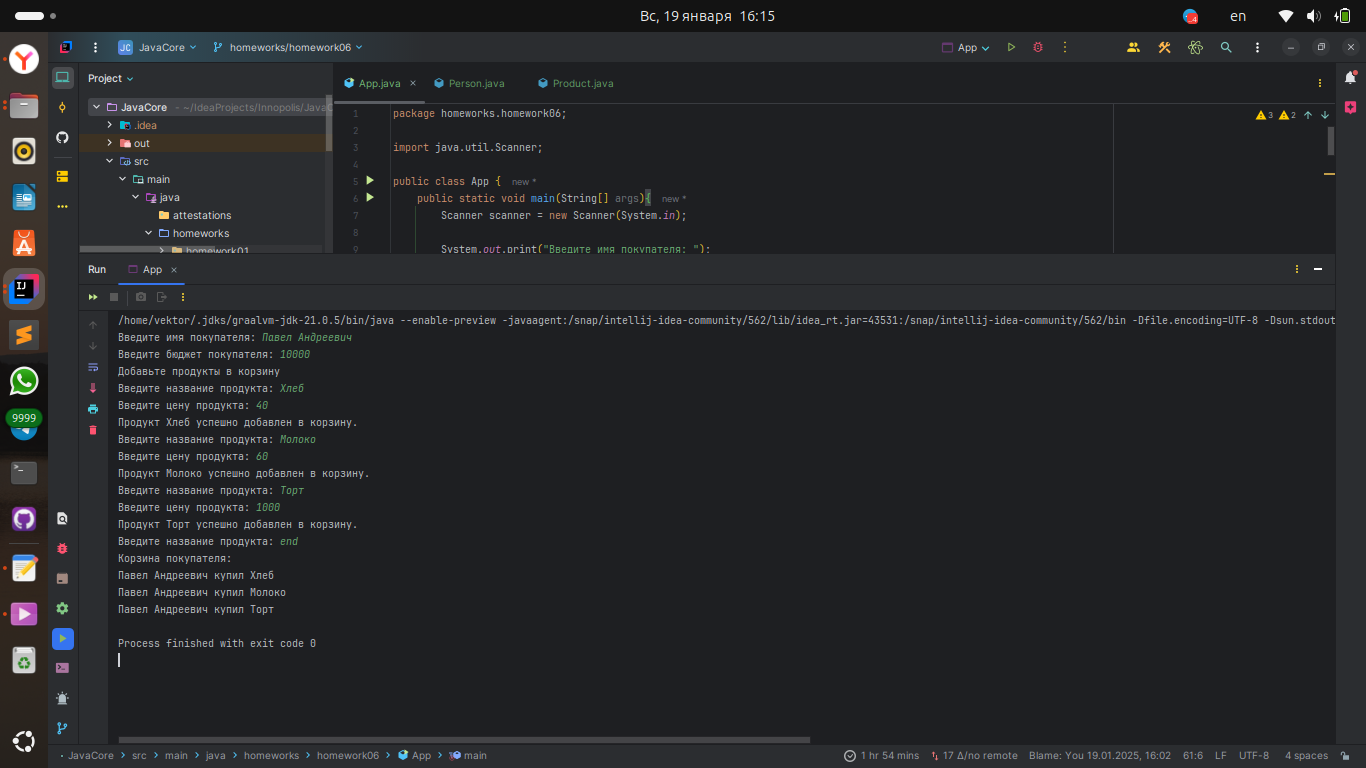 Вс, 19 января 16:15
4
en
JC JavaCore
homeworks/homework06
App
Project
App.java
Person.java
Product.java
JavaCore - ~/IdeaProjects/Innopolis/JavaC
.idea
out
src
main
java
attestations
homeworks
homework01
1 package homeworks.homework06;
2
3 import java.util.Scanner;
4
5 public class App { new *
6 public static void main(String[] args){ new *
7 Scanner scanner = new Scanner(System.in);
8
9 System.out.print("Введите имя покупателя: ");
3 2
Run App
/home/vektor/.jdks/graalvm-jdk-21.0.5/bin/java --enable-preview -javaagent:/snap/intellij-idea-community/562/lib/idea_rt.jar=43531:/snap/intellij-idea-community/562/bin -Dfile.encoding=UTF-8 -Dsun.stdout
Введите имя покупателя: Павел Андреевич
Введите бюджет покупателя: 10000
Добавьте продукты в корзину
Введите название продукта: Хлеб
Введите цену продукта: 40
Продукт Хлеб успешно добавлен в корзину.
Введите название продукта: Молоко
Введите цену продукта: 60
Продукт Молоко успешно добавлен в корзину.
Введите название продукта: Торт
Введите цену продукта: 1000
Продукт Торт успешно добавлен в корзину.
Введите название продукта: end
Корзина покупателя:
Павел Андреевич купил Хлеб
Павел Андреевич купил Молоко
Павел Андреевич купил Торт
Process finished with exit code 0
9999
JavaCore > src > main > java > homeworks > homework06 > App > main
1 hr 54 mins
17 Δ/no remote
Blame: You 19.01.2025, 16:02
61:6
LF
UTF-8
4 spaces